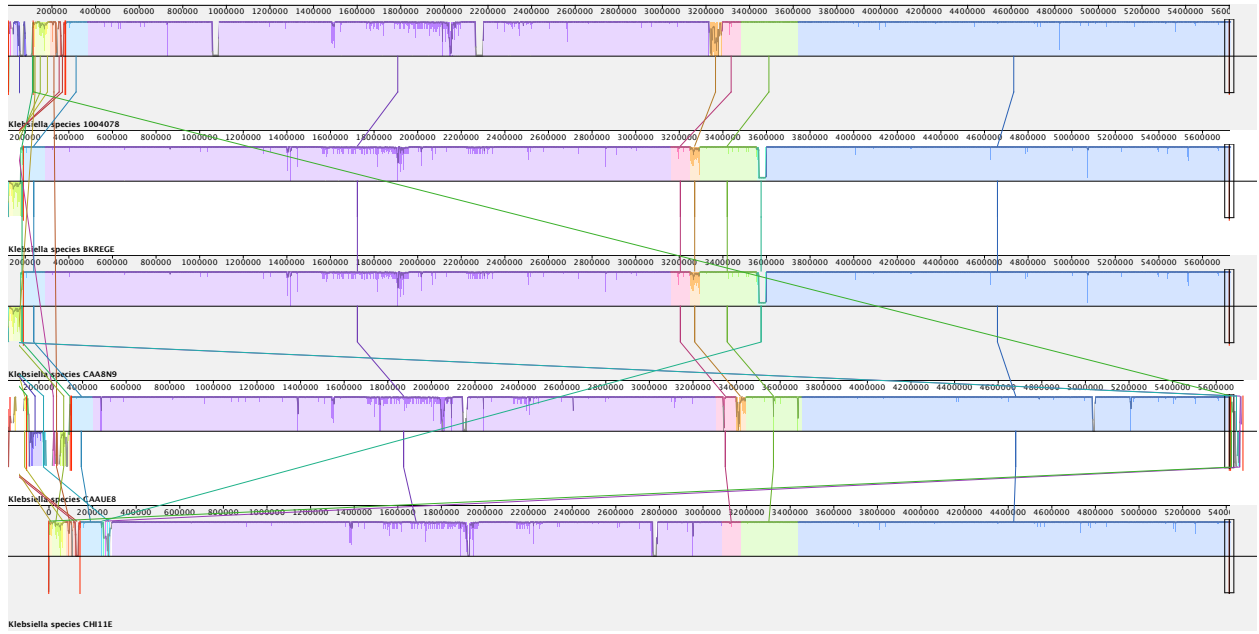 200000 400000 600000 800000 1000000 1200000 1400000 1600000 1800000 2000000 2200000 2400000 2600000 2800000 3000000 3200000 3400000 3600000 3800000 4000000 4200000 4400000 4600000 4800000 5000000 5200000 5400000 560
Klebsiella species 1004078
200000 400000 600000 800000 1000000 1200000 1400000 1600000 1800000 2000000 2200000 2400000 2600000 2800000 3000000 3200000 3400000 3600000 3800000 4000000 4200000 4400000 4600000 4800000 5000000 5200000 5400000 5600000
Klebsiella species BKREGE
200000 400000 600000 800000 1000000 1200000 1400000 1600000 1800000 2000000 2200000 2400000 2600000 2800000 3000000 3200000 3400000 3600000 3800000 4000000 4200000 4400000 4600000 4800000 5000000 5200000 5400000 5600000
Klebsiella species CAA8N9
200000 400000 600000 800000 1000000 1200000 1400000 1600000 1800000 2000000 2200000 2400000 2600000 2800000 3000000 3200000 3400000 3600000 3800000 4000000 4200000 4400000 4600000 4800000 5000000 5200000 5400000 5600000
Klebsiella species CAAUE8
0 200000 400000 600000 800000 1000000 1200000 1400000 1600000 1800000 2000000 2200000 2400000 2600000 2800000 3000000 3200000 3400000 3600000 3800000 4000000 4200000 4400000 4600000 4800000 5000000 5200000 5400
Klebsiella species CHI11E